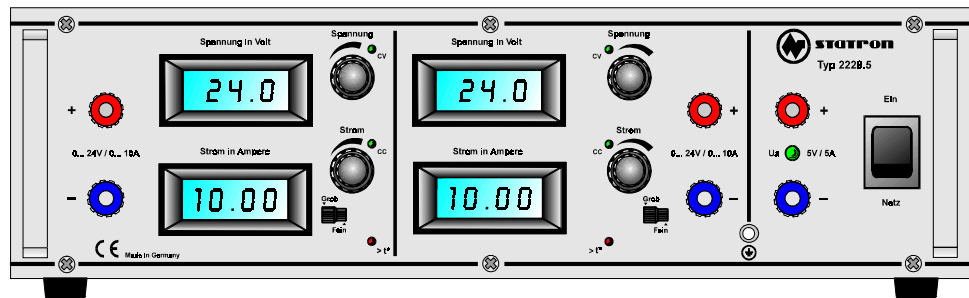 Spannung in Volt
Spannung
CV
24.0
+
0... 24V / 0... 10A
Strom in Ampere
Strom
CC
10.00
Grob
Fein
−
> t°
CE Made in Germany
Spannung in Volt
Spannung
CV
24.0
+
Strom in Ampere
Strom
CC
0... 24V / 0... 10A
10.00
Grob
Fein
−
> t°
STATRON
Typ 2229.5
+
Ua 5V / 5A
−
Ein
Netz